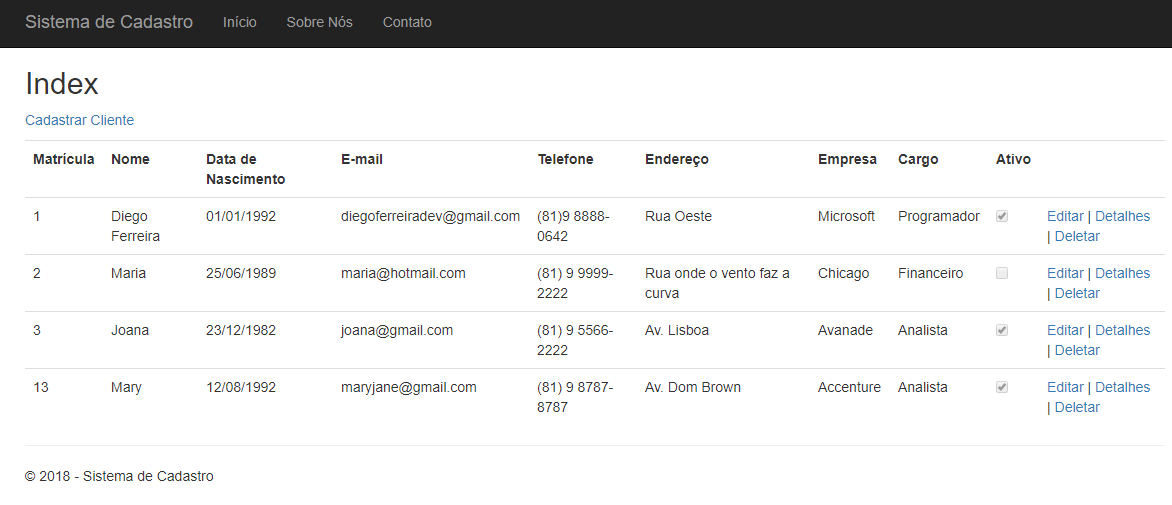 Sistema de Cadastro Início Sobre Nós Contato
Index
Cadastrar Cliente
Matrícula Nome Data de Nascimento E-mail Telefone Endereço Empresa Cargo Ativo
1 Diego Ferreira 01/01/1992 diegoferreiradev@gmail.com (81)9 8888-0642 Rua Oeste Microsoft Programador Editar | Detalhes | Deletar
2 Maria 25/06/1989 maria@hotmail.com (81) 9 9999-2222 Rua onde o vento faz a curva Chicago Financeiro Editar | Detalhes | Deletar
3 Joana 23/12/1982 joana@gmail.com (81) 9 5566-2222 Av. Lisboa Avanade Analista Editar | Detalhes | Deletar
13 Mary 12/08/1992 maryjane@gmail.com (81) 9 8787-8787 Av. Dom Brown Accenture Analista Editar | Detalhes | Deletar
© 2018 - Sistema de Cadastro